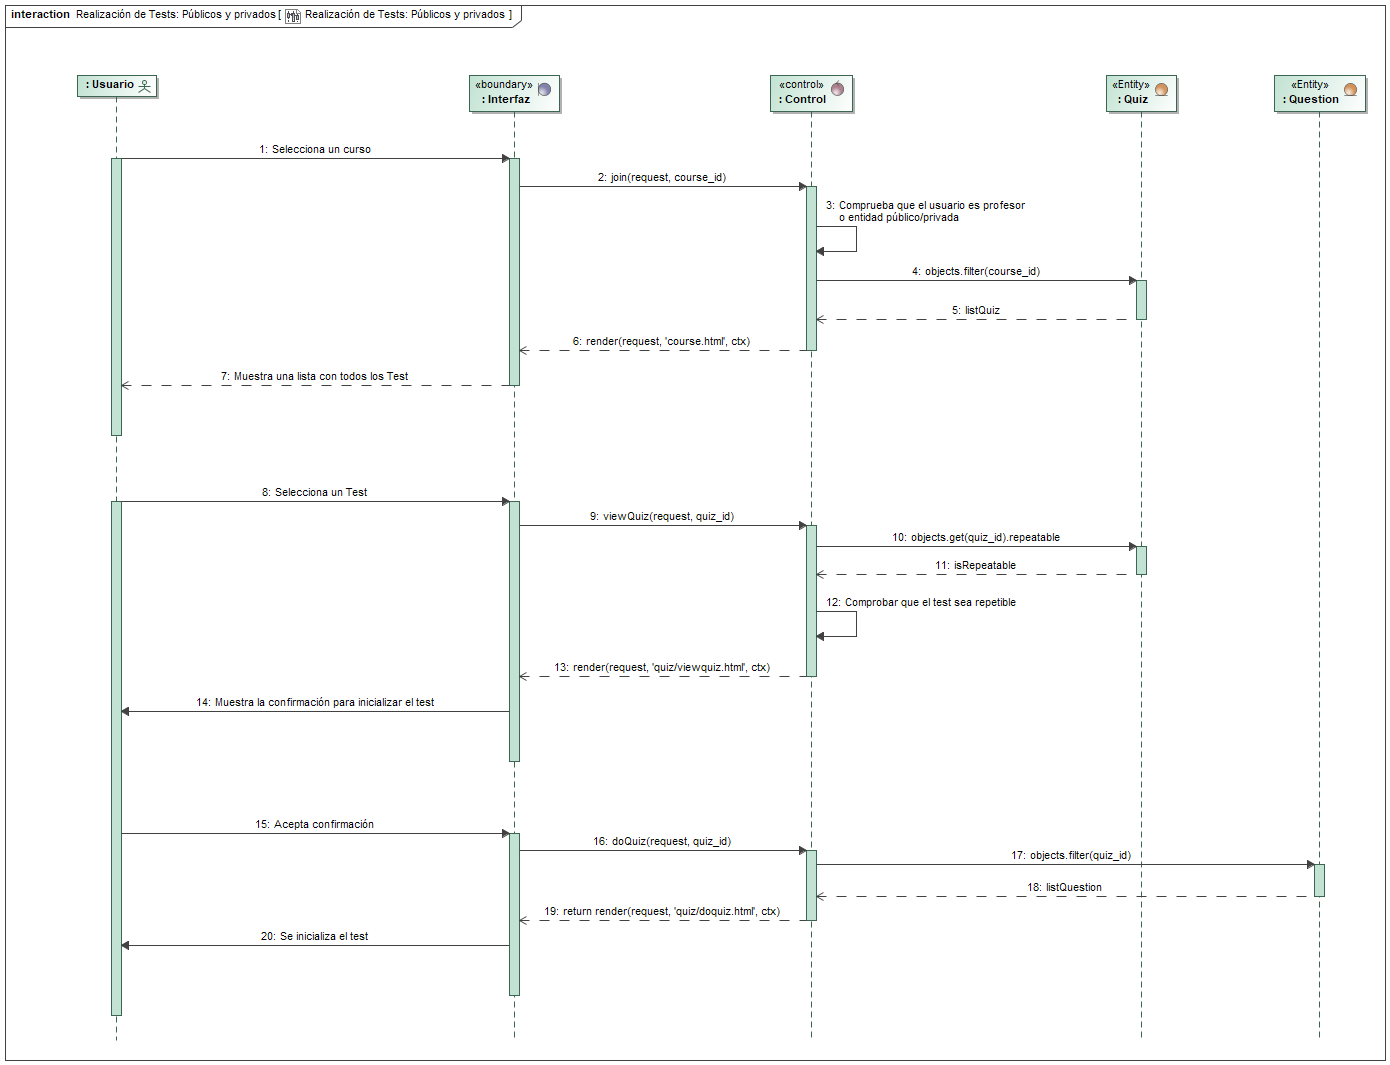 interaction Realización de Tests: Públicos y privados [ Realización de Tests: Públicos y privados ]
: Usuario
«boundary»
: Interfaz
«control»
: Control
«Entity»
: Quiz
«Entity»
: Question
1: Selecciona un curso
2: join(request, course_id)
3: Comprueba que el usuario es profesor
o entidad público/privada
4: objects.filter(course_id)
5: listQuiz
6: render(request, 'course.html', ctx)
7: Muestra una lista con todos los Test
8: Selecciona un Test
9: viewQuiz(request, quiz_id)
10: objects.get(quiz_id).repeatable
11: isRepeatable
12: Comprobar que el test sea repetible
13: render(request, 'quiz/viewquiz.html', ctx)
14: Muestra la confirmación para inicializar el test
15: Acepta confirmación
16: doQuiz(request, quiz_id)
17: objects.filter(quiz_id)
18: listQuestion
19: return render(request, 'quiz/doquiz.html', ctx)
20: Se inicializa el test